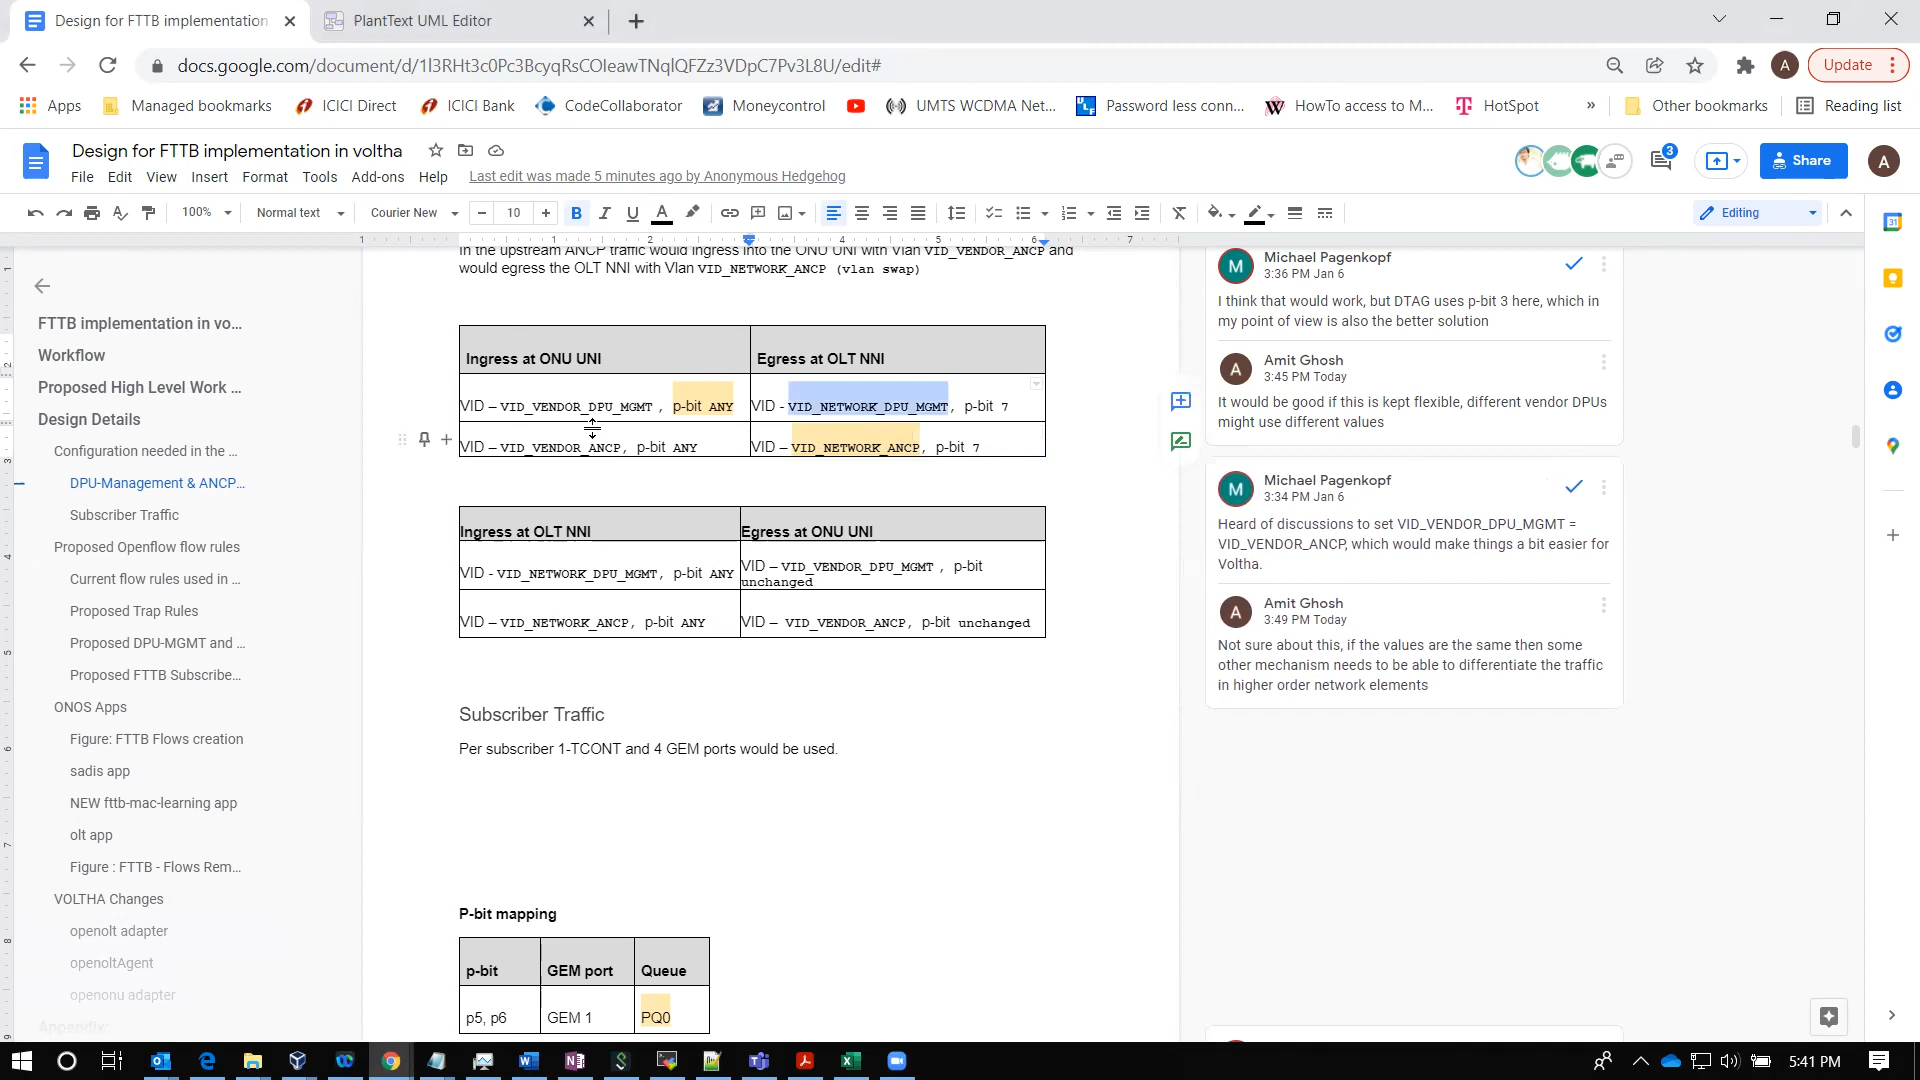 Design for FTTB implementation
PlantText UML Editor
docs.google.com/document/d/1l3RHt3c0Pc3BcyqRsCOIeawTNqlQFZz3VDpC7Pv3L8U/edit#
A
Update
Apps
Managed bookmarks
ICICI Direct
ICICI Bank
CodeCollaborator
Moneycontrol
UMTS WCDMA Net...
Password less conn...
HowTo access to M...
HotSpot
»
Other bookmarks
Reading list
Design for FTTB implementation in voltha
File Edit View Insert Format Tools Add-ons Help
Last edit was made 5 minutes ago by Anonymous Hedgehog
3
Share
A
100%
Normal text
Courier New
10
B I U A
Editing
1 1 2 4 5 6 7
FTTB implementation in vo...
Workflow
Proposed High Level Work ...
Design Details
Configuration needed in the ...
DPU-Management & ANCP...
Subscriber Traffic
Proposed Openflow flow rules
Current flow rules used in ...
Proposed Trap Rules
Proposed DPU-MGMT and ...
Proposed FTTB Subscribe...
ONOS Apps
Figure: FTTB Flows creation
sadis app
NEW fttb-mac-learning app
olt app
Figure : FTTB - Flows Rem...
VOLTHA Changes
openolt adapter
openoltAgent
openonu adapter
Appendix:
In the upstream ANCP traffic would ingress into the ONU UNI with Vlan VID_VENDOR_ANCP and
would egress the OLT NNI with Vlan VID_NETWORK_ANCP (vlan swap)
Ingress at ONU UNI
Egress at OLT NNI
VID – VID_VENDOR_DPU_MGMT , p-bit ANY
VID - VID_NETWORK_DPU_MGMT, p-bit 7
VID – VID_VENDOR_ANCP, p-bit ANY
VID – VID_NETWORK_ANCP, p-bit 7
Ingress at OLT NNI
Egress at ONU UNI
VID - VID_NETWORK_DPU_MGMT, p-bit ANY
VID – VID_VENDOR_DPU_MGMT , p-bit
unchanged
VID – VID_NETWORK_ANCP, p-bit ANY
VID – VID_VENDOR_ANCP, p-bit unchanged
Subscriber Traffic
Per subscriber 1-TCONT and 4 GEM ports would be used.
P-bit mapping
p-bit
GEM port
Queue
p5, p6
GEM 1
PQ0
M
Michael Pagenkopf
3:36 PM Jan 6
I think that would work, but DTAG uses p-bit 3 here, which in
my point of view is also the better solution
A
Amit Ghosh
3:45 PM Today
It would be good if this is kept flexible, different vendor DPUs
might use different values
M
Michael Pagenkopf
3:34 PM Jan 6
Heard of discussions to set VID_VENDOR_DPU_MGMT =
VID_VENDOR_ANCP, which would make things a bit easier for
Voltha.
A
Amit Ghosh
3:49 PM Today
Not sure about this, if the values are the same then some
other mechanism needs to be able to differentiate the traffic
in higher order network elements
5:41 PM